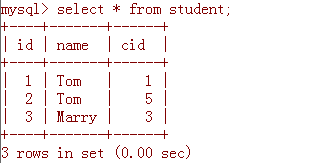 mysql> select * from student;
+----+-------+------+
| id | name  | cid  |
+----+-------+------+
|  1 | Tom   |    1 |
|  2 | Tom   |    5 |
|  3 | Marry |    3 |
+----+-------+------+
3 rows in set (0.00 sec)